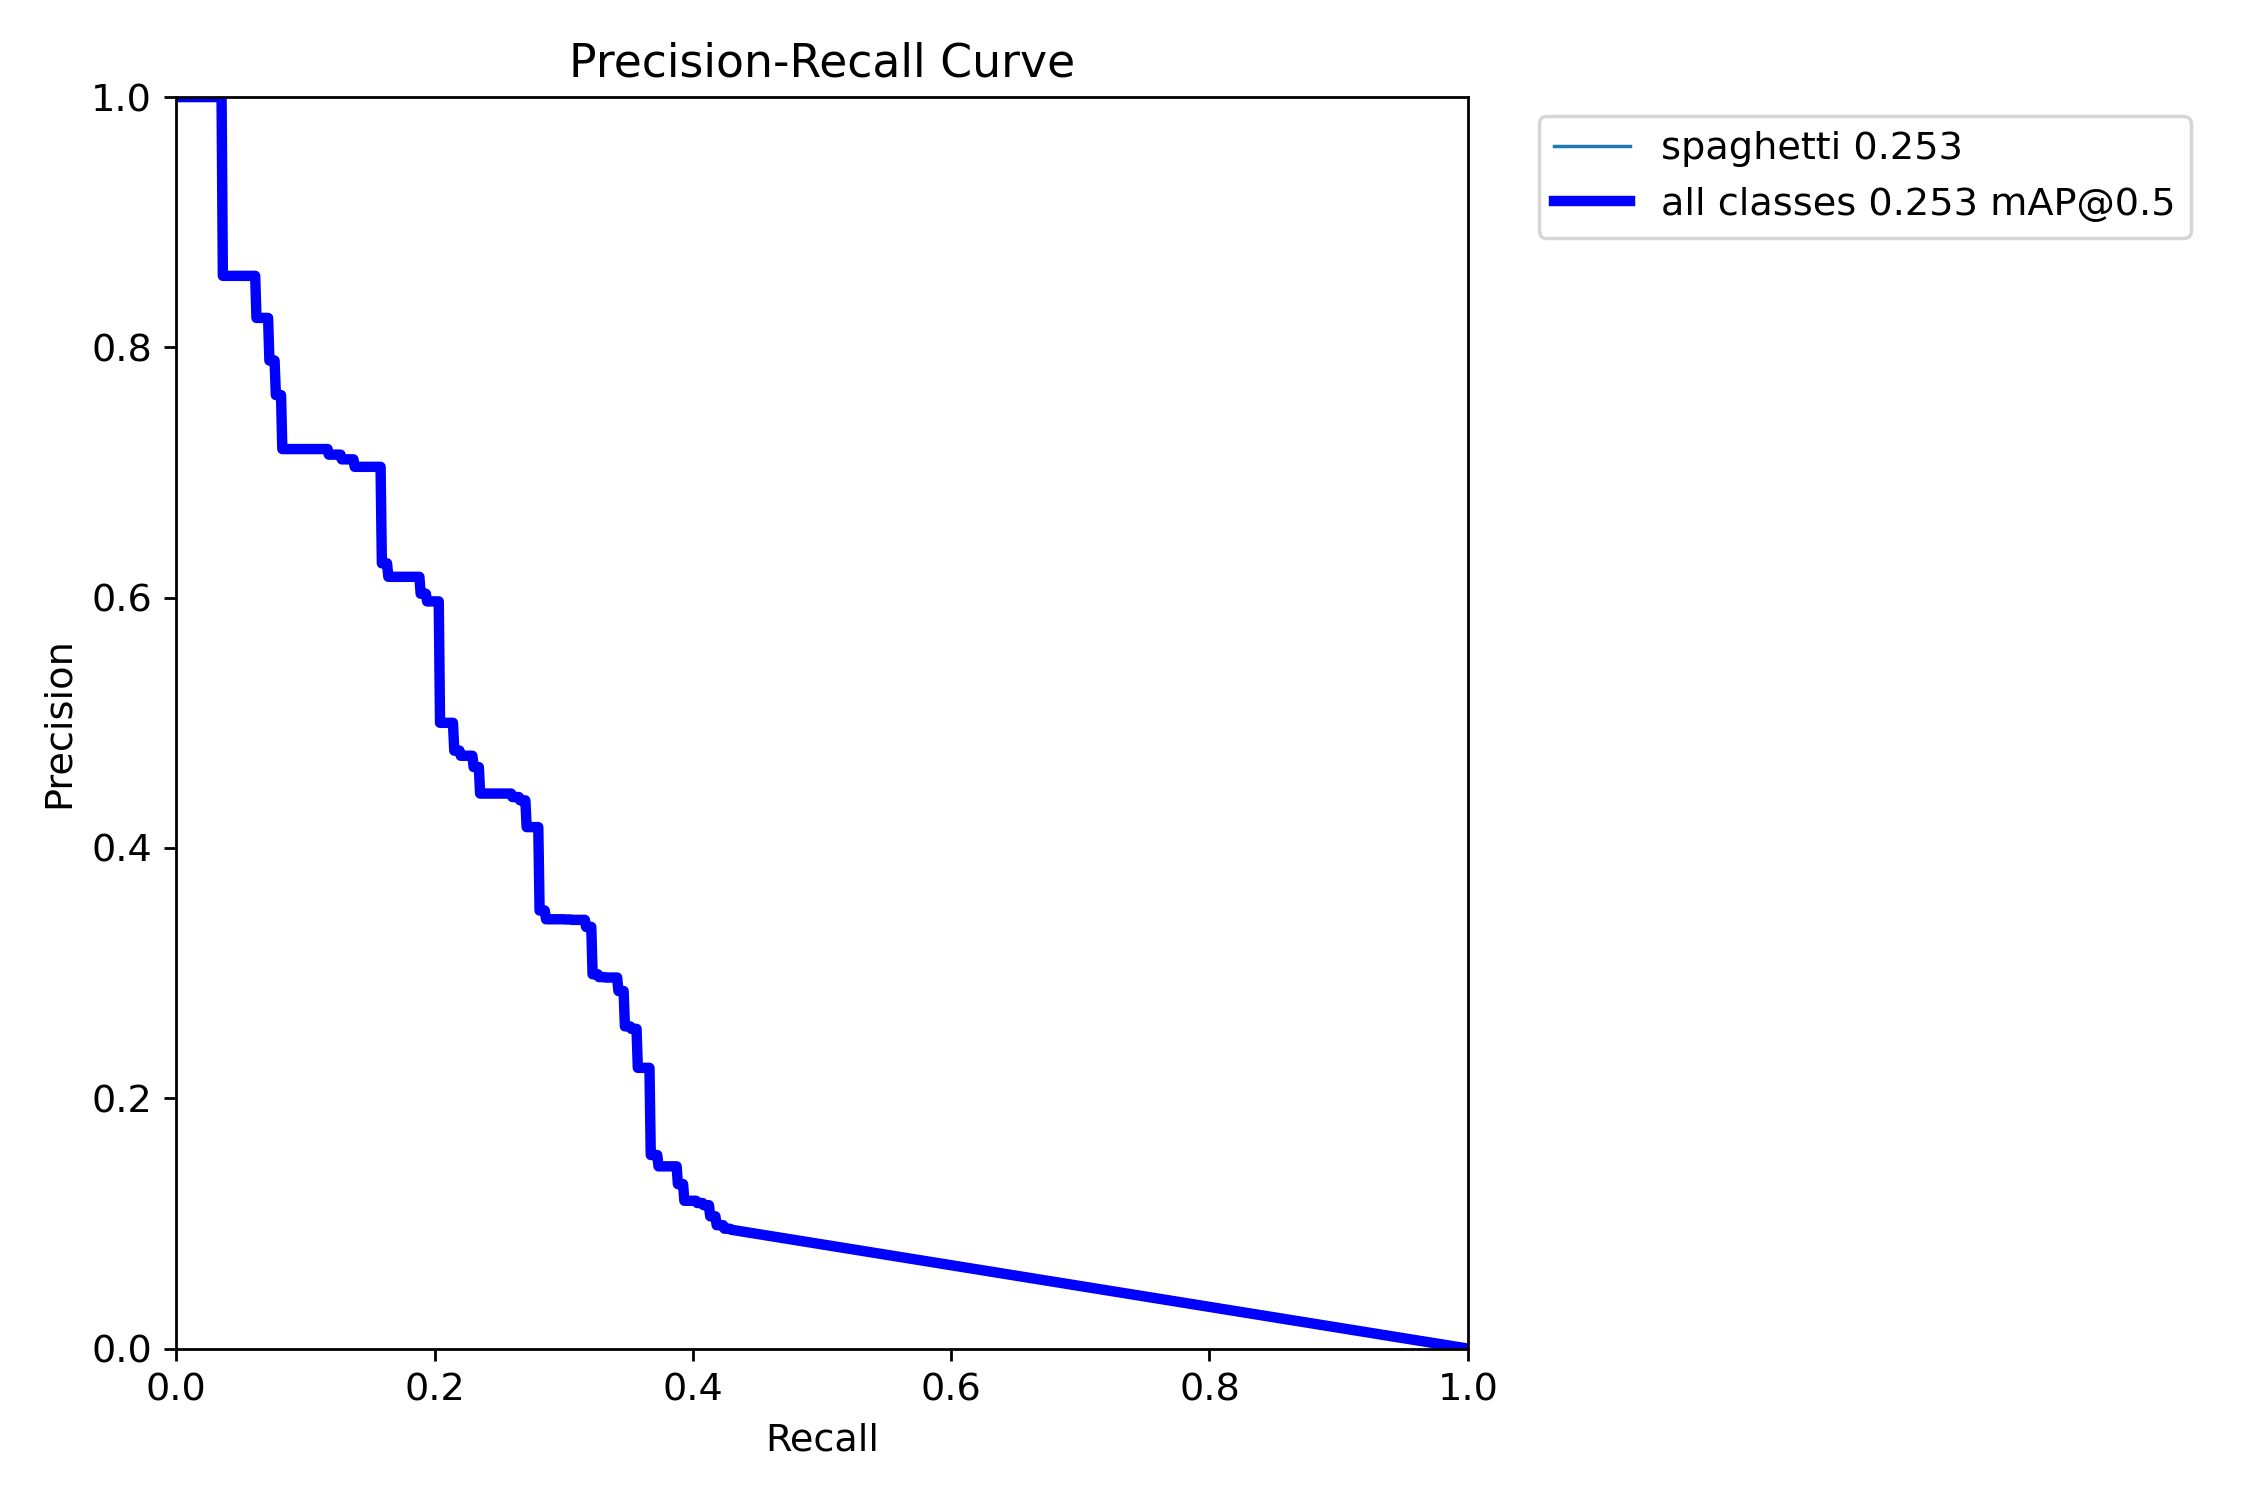 Precision-Recall Curve
1.0
0.8
0.6
0.4
0.2
0.0
Precision
0.0 0.2 0.4 0.6 0.8 1.0
Recall
spaghetti 0.253
all classes 0.253 mAP@0.5